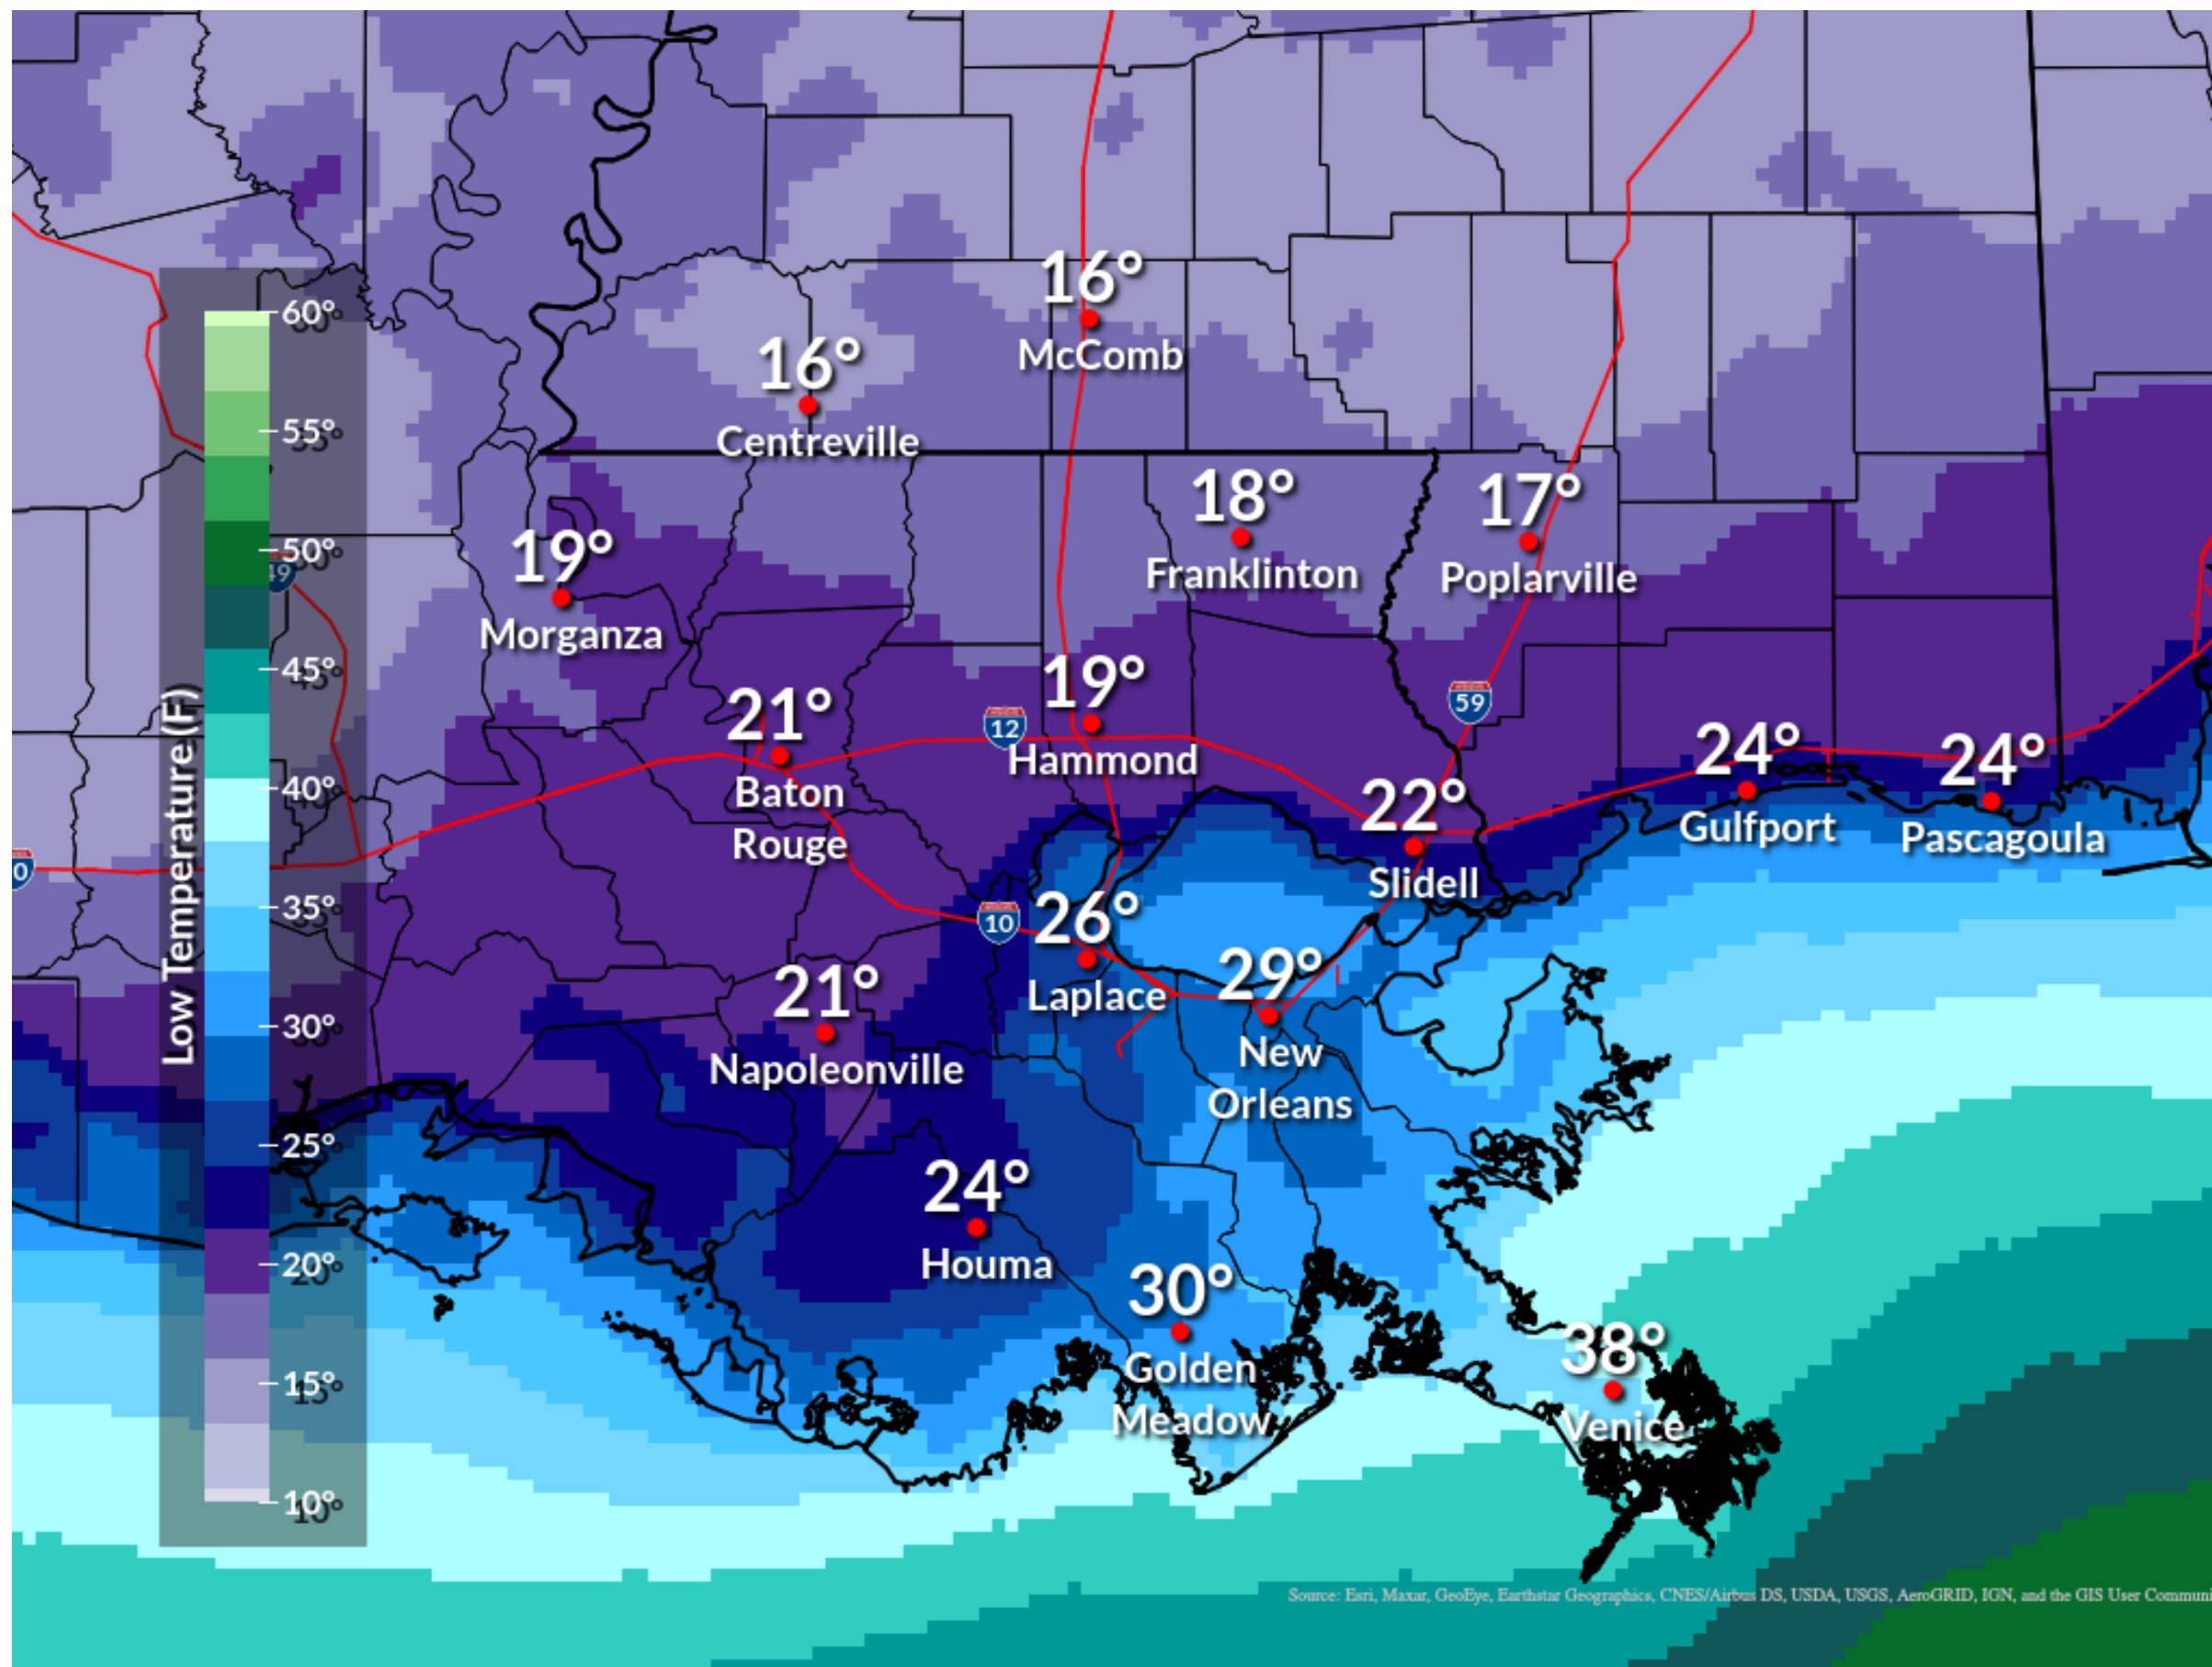 16°
McComb
16°
Centreville
18°
Franklinton
17°
Poplarville
19°
Morganza
19°
Hammond
21°
Baton
Rouge
12
59
24°
Gulfport
24°
Pascagoula
22°
Slidell
26°
Laplace
10
29°
New
Orleans
21°
Napoleonville
24°
Houma
30°
Golden
Meadow
38°
Venice
49
0
Low Temperature (F)
60°
55°
50°
45°
40°
35°
30°
25°
20°
15°
10°
Source: Esri, Maxar, GeoEye, Earthstar Geographics, CNES/Airbus DS, USDA, USGS, AeroGRID, IGN, and the GIS User Communi